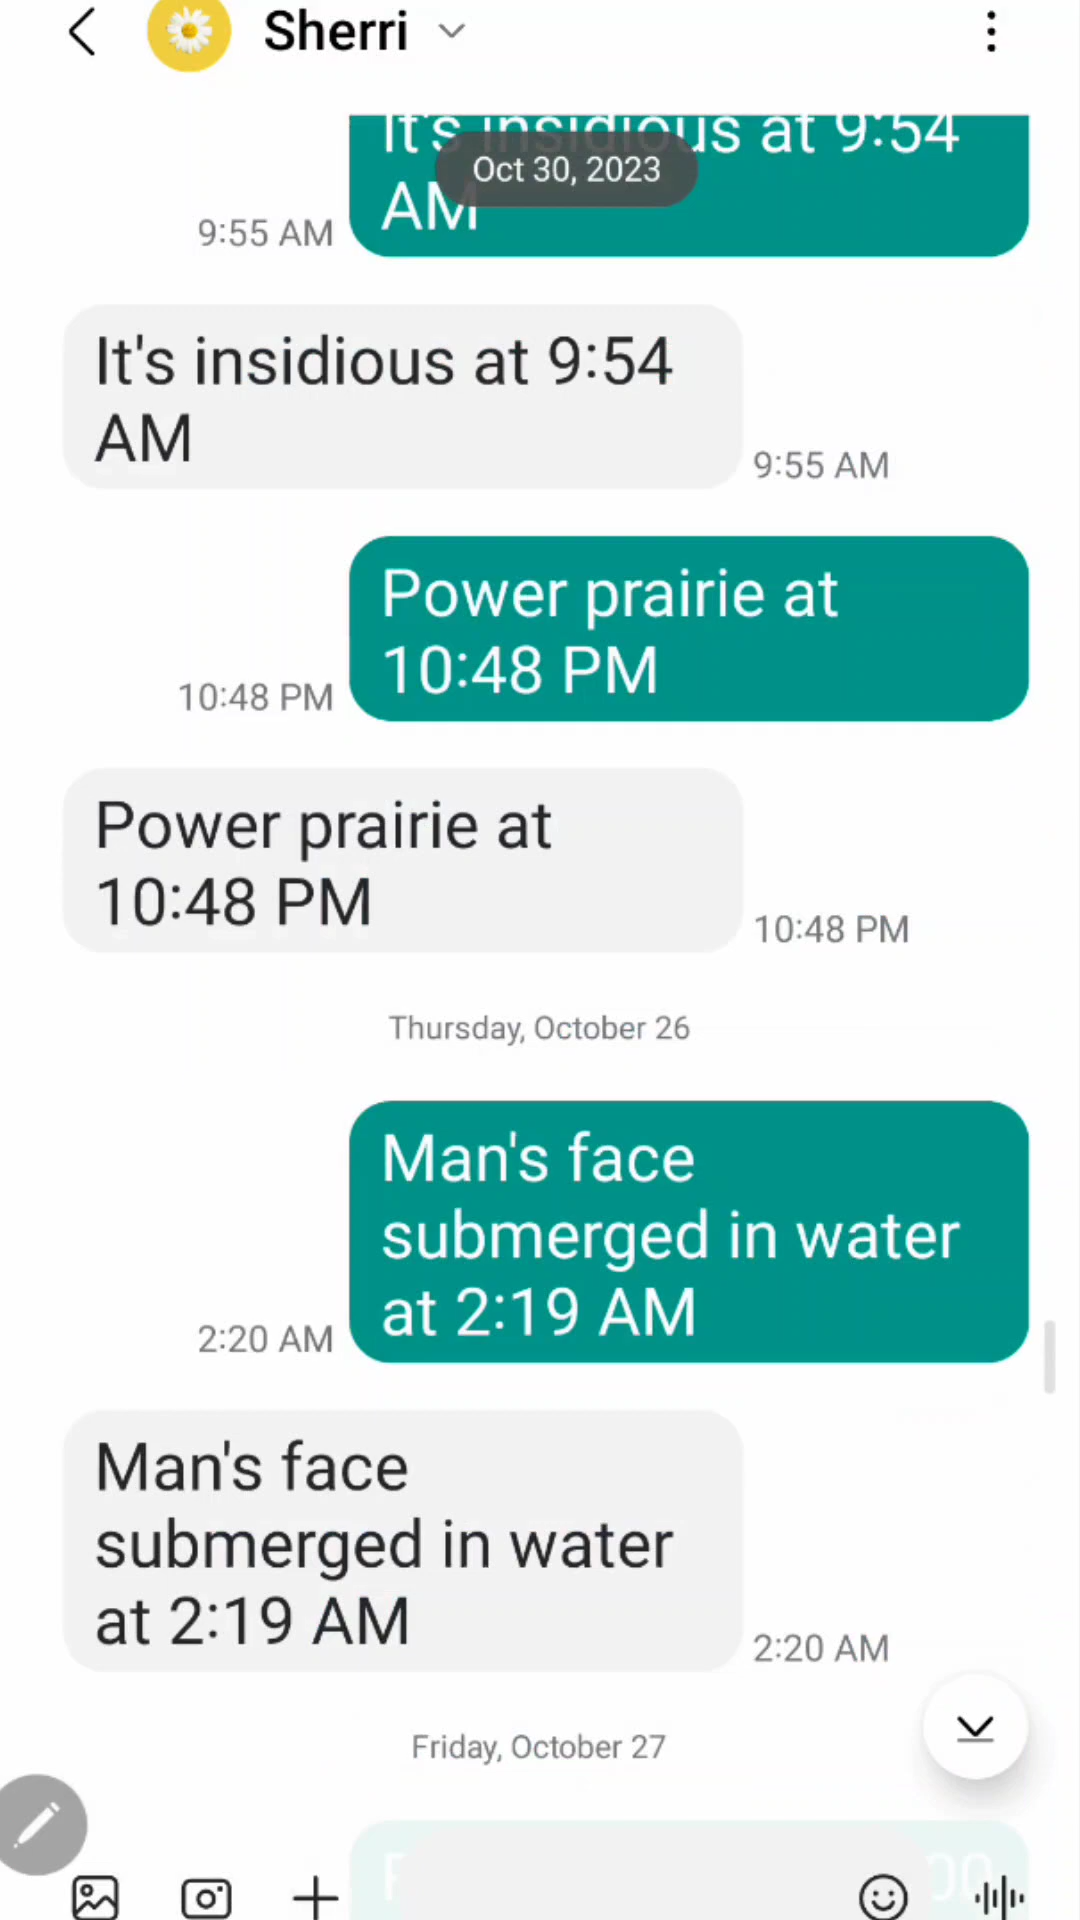 Sherri
It's insidious at 9:54
Oct 30, 2023
AM
9:55 AM
It's insidious at 9:54
AM
9:55 AM
Power prairie at
10:48 PM
10:48 PM
Power prairie at
10:48 PM
10:48 PM
Thursday, October 26
Man's face
submerged in water
at 2:19 AM
2:20 AM
Man's face
submerged in water
at 2:19 AM
2:20 AM
Friday, October 27